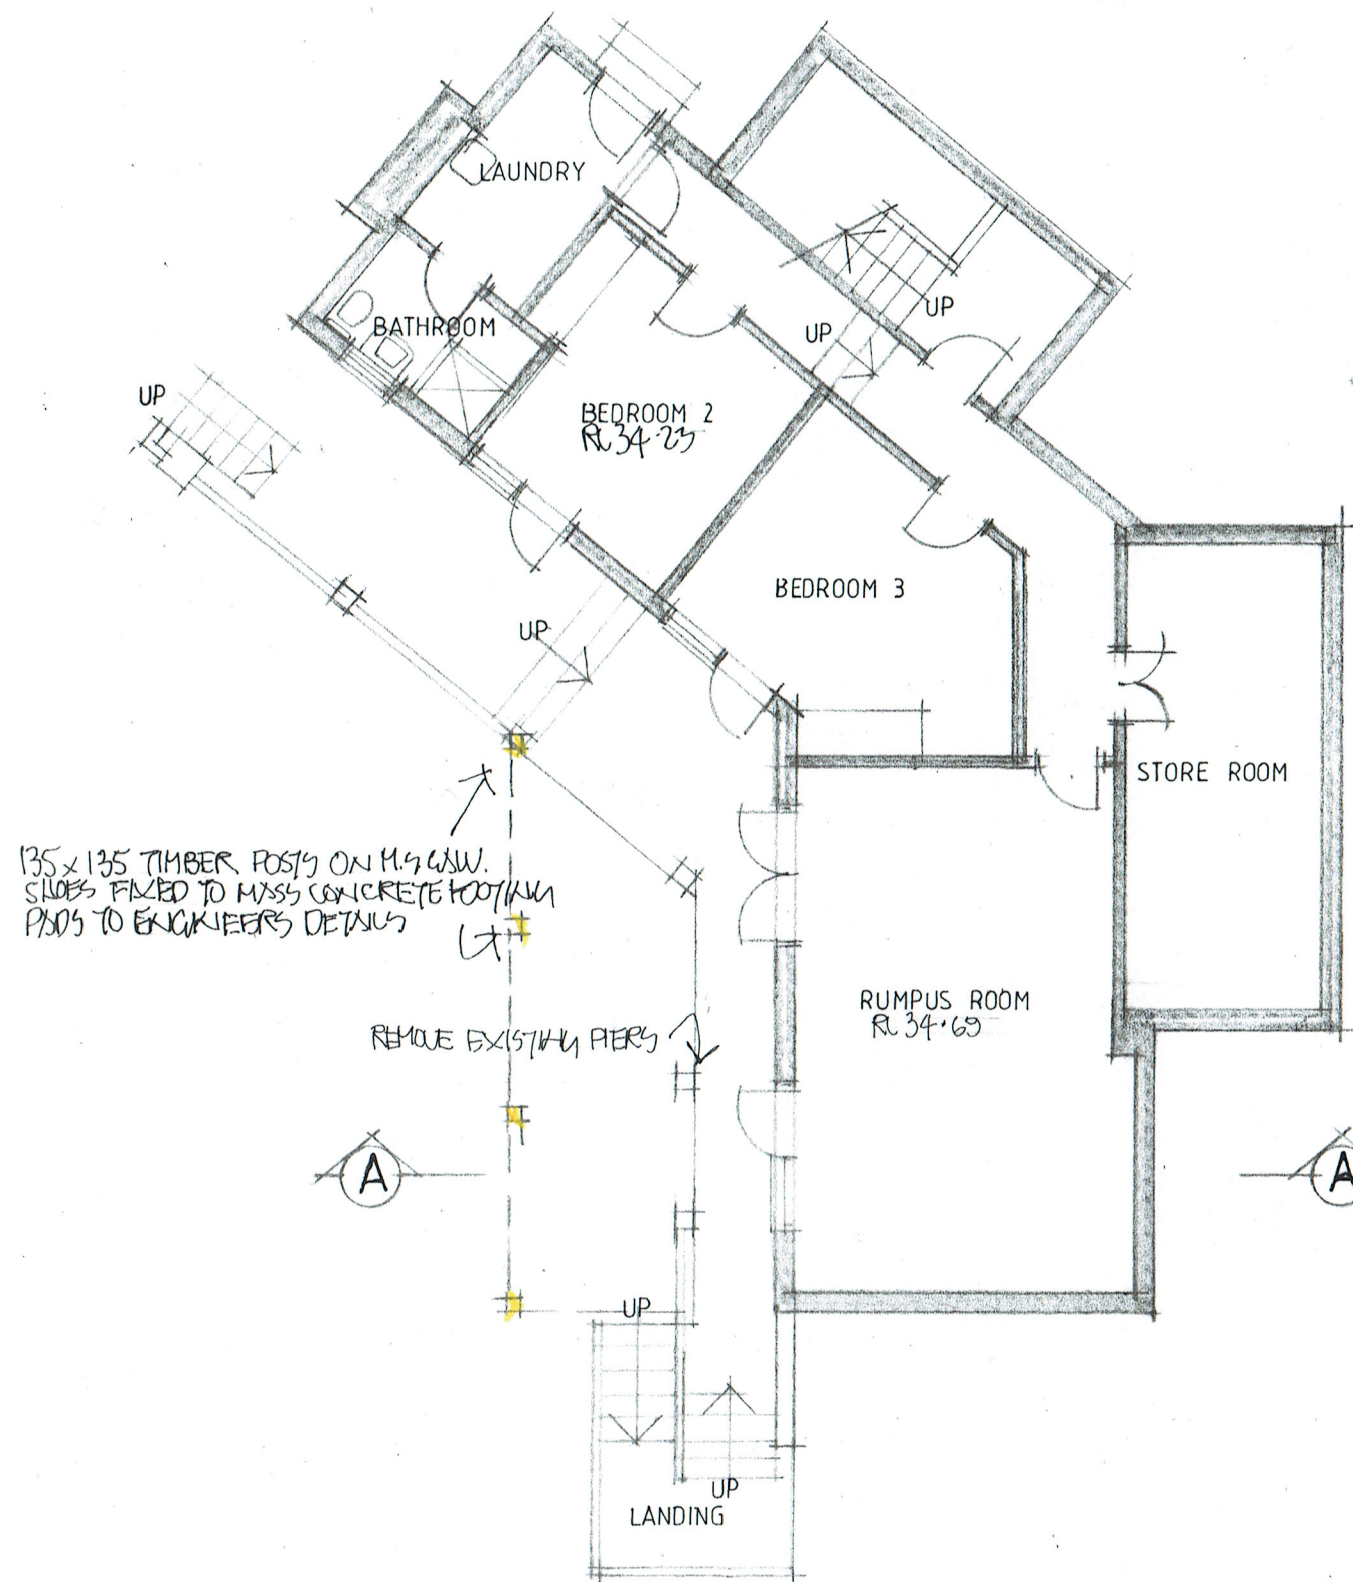 LAUNDRY
UP
BATHROOM
UP
UP
BEDROOM 2
RL 34.23
BEDROOM 3
UP
STORE ROOM
135 x 135 TIMBER POSTS ON M.S GALV.
SHOES FIXED TO MASS CONCRETE FOOTING
PADS TO ENGINEERS DETAILS
RUMPUS ROOM
RL 34.69
REMOVE EXISTING PIERS
A
A
UP
UP
LANDING